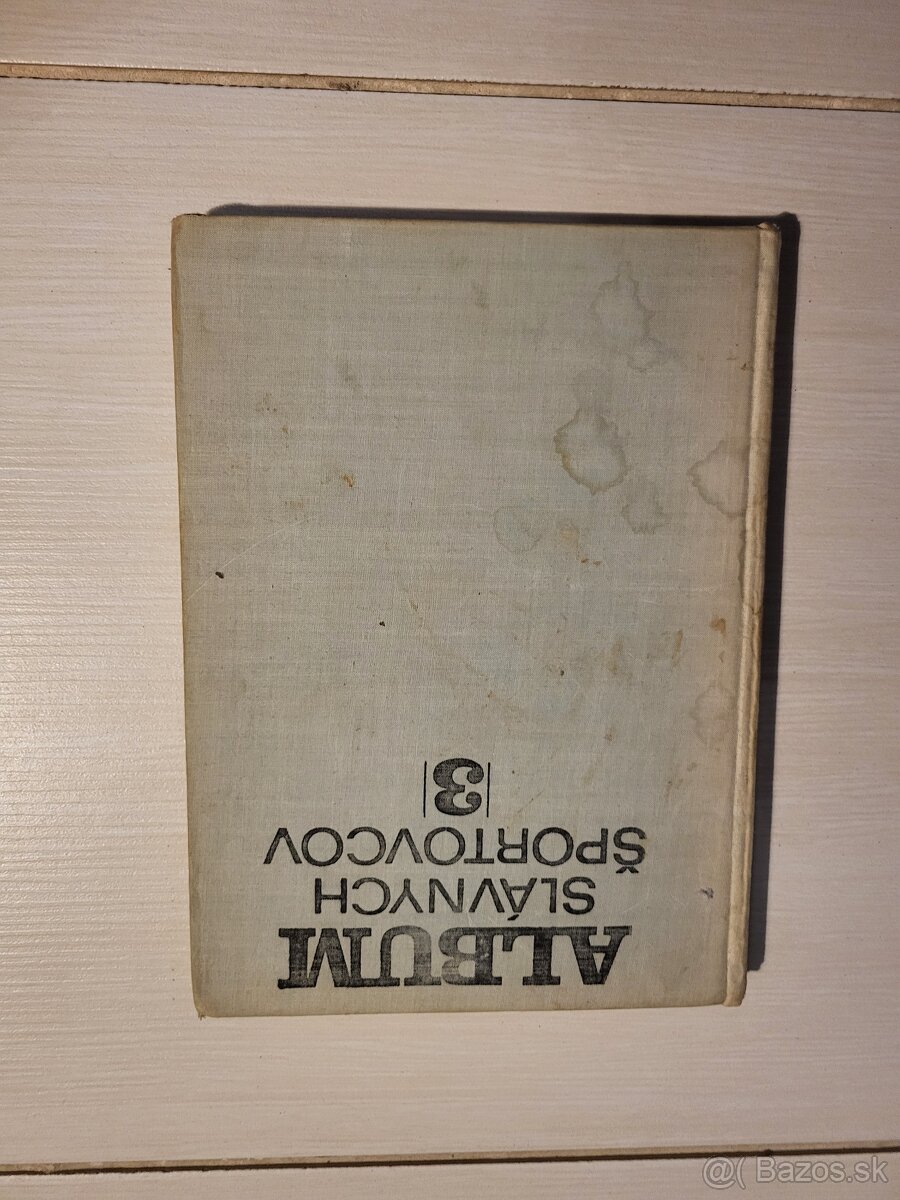 ALBUM
SLÁVNYCH
ŠPORTOVCOV
3
@( Bazos.sk